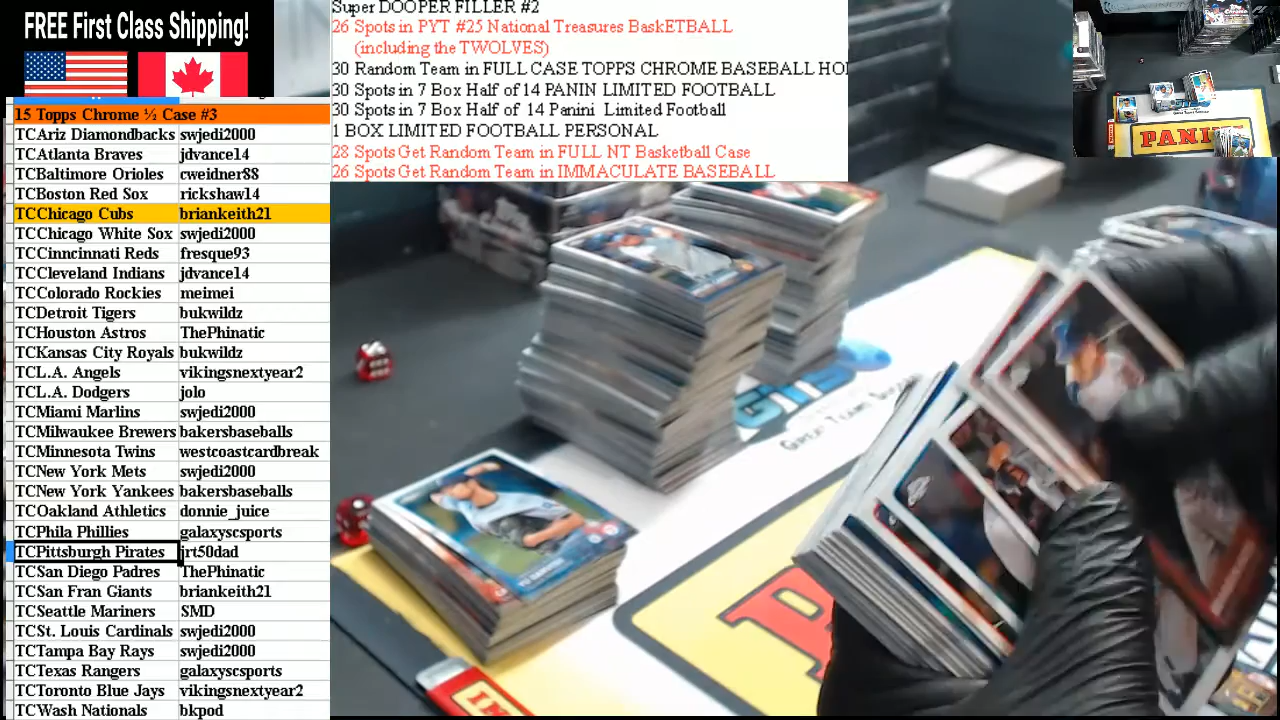 FREE First Class Shipping!
15 Topps Chrome ½ Case #3
TCAriz Diamondbacks swjedi2000
TCAtlanta Braves jdvance14
TCBaltimore Orioles cweidner88
TCBoston Red Sox rickshaw14
TCChicago Cubs briankeith21
TCChicago White Sox swjedi2000
TCCinncinnati Reds fresque93
TCCleveland Indians jdvance14
TCColorado Rockies meimei
TCDetroit Tigers bukwildz
TCHouston Astros ThePhinatic
TCKansas City Royals bukwildz
TCL.A. Angels vikingsnextyear2
TCL.A. Dodgers jolo
TCMiami Marlins swjedi2000
TCMilwaukee Brewers bakersbaseballs
TCMinnesota Twins westcoastcardbreak
TCNew York Mets swjedi2000
TCNew York Yankees bakersbaseballs
TCOakland Athletics donnie_juice
TCPhila Phillies galaxyscsports
TCPittsburgh Pirates jrt50dad
TCSan Diego Padres ThePhinatic
TCSan Fran Giants briankeith21
TCSeattle Mariners SMD
TCSt. Louis Cardinals swjedi2000
TCTampa Bay Rays swjedi2000
TCTexas Rangers galaxyscsports
TCToronto Blue Jays vikingsnextyear2
TCWash Nationals bkpod
Super DOOPER FILLER #2
26 Spots in PYT #25 National Treasures BaskETBALL
(including the TWOLVES)
30 Random Team in FULL CASE TOPPS CHROME BASEBALL HO
30 Spots in 7 Box Half of 14 PANIN LIMITED FOOTBALL
30 Spots in 7 Box Half of 14 Panini Limited Football
1 BOX LIMITED FOOTBALL PERSONAL
28 Spots Get Random Team in FULL NT Basketball Case
26 Spots Get Random Team in IMMACULATE BASEBALL
PANINI